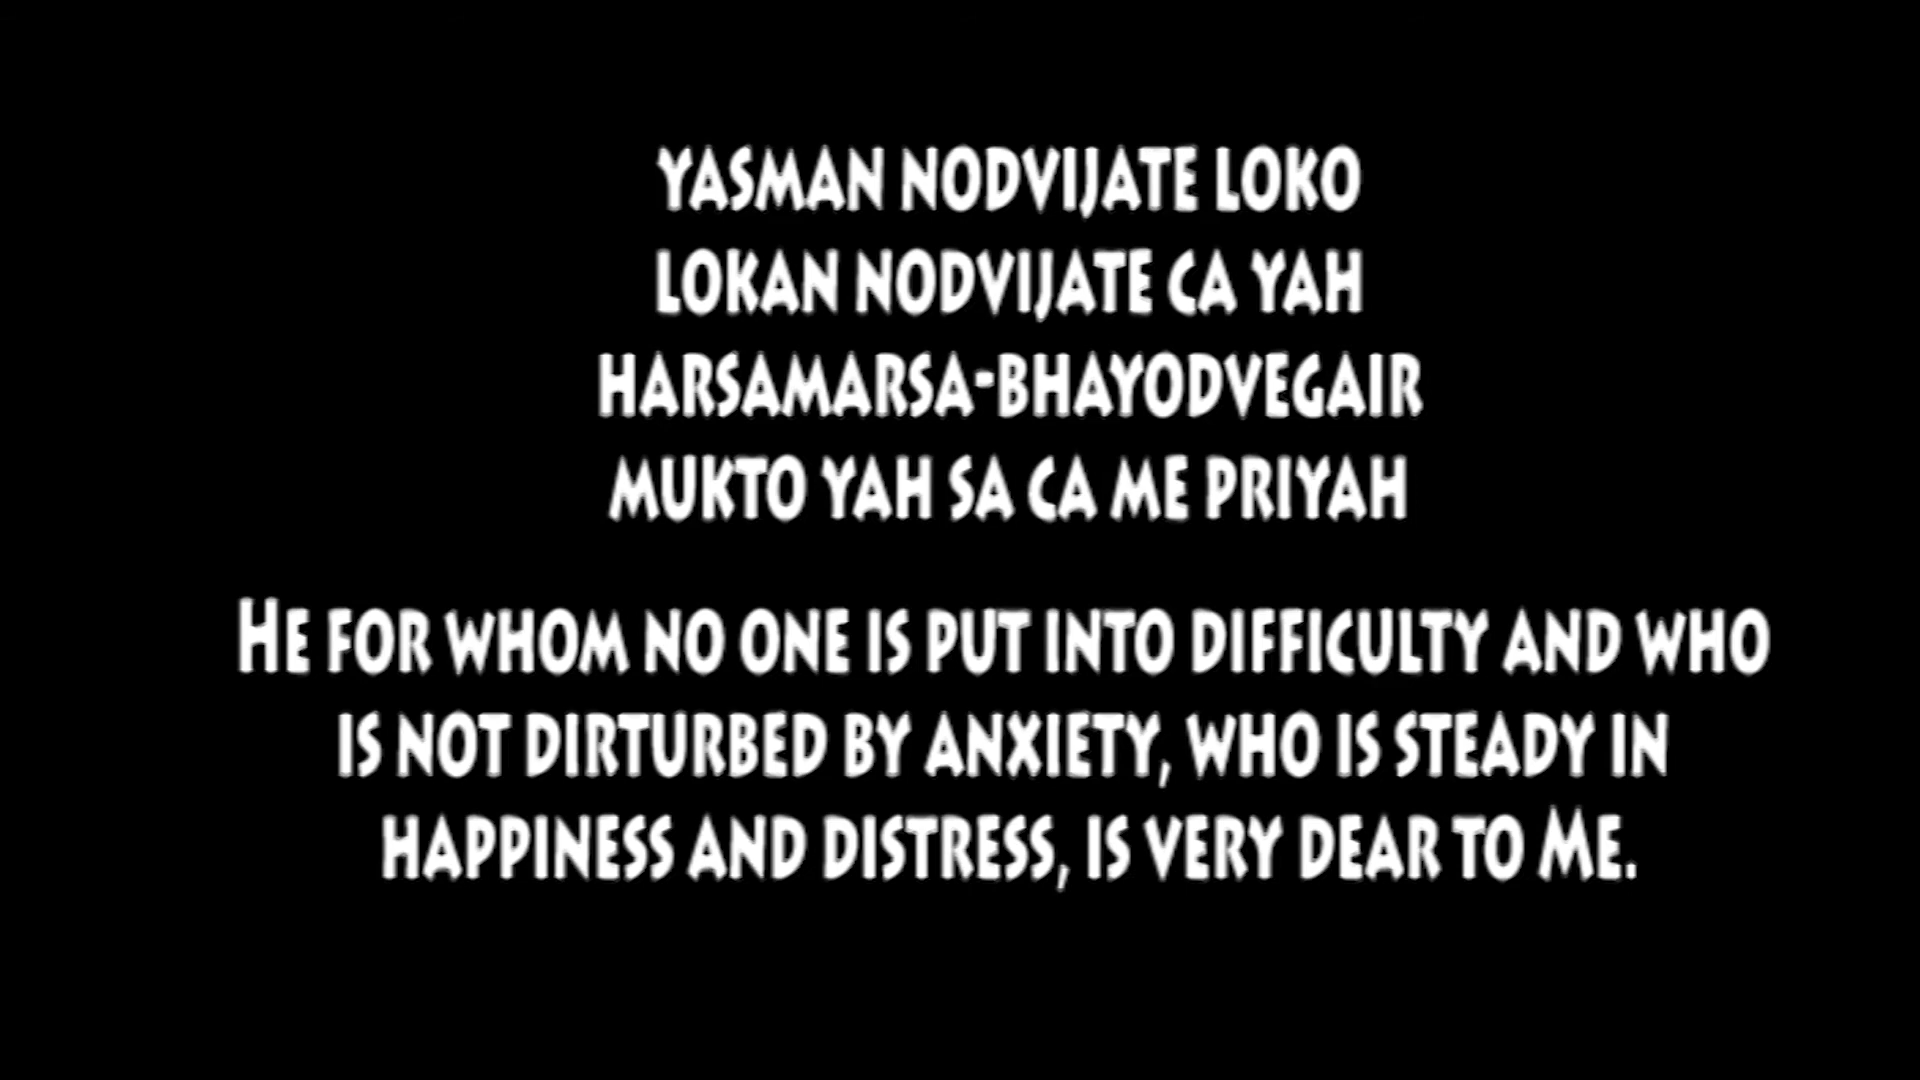 YASMAN NODVIJATE LOKO
LOKAN NODVIJATE CA YAH
HARSAMARSA-BHAYODVEGAIR
MUKTO YAH SA CA ME PRIYAH
HE FOR WHOM NO ONE IS PUT INTO DIFFICULTY AND WHO
IS NOT DIRTURBED BY ANXIETY, WHO IS STEADY IN
HAPPINESS AND DISTRESS, IS VERY DEAR TO ME.